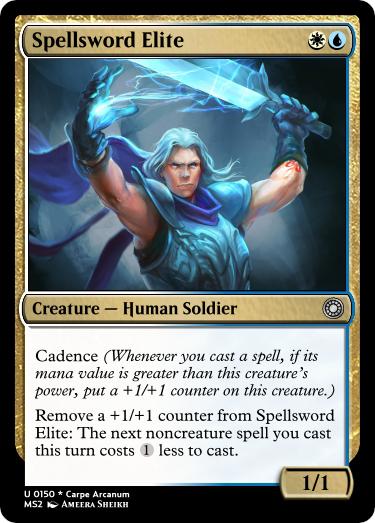 Spellsword Elite
Creature — Human Soldier
Cadence (Whenever you cast a spell, if its
mana value is greater than this creature's
power, put a +1/+1 counter on this creature.)
Remove a +1/+1 counter from Spellsword
Elite: The next noncreature spell you cast
this turn costs 1 less to cast.
1/1
U 0150 * Carpe Arcanum
MS2 Ameera Sheikh